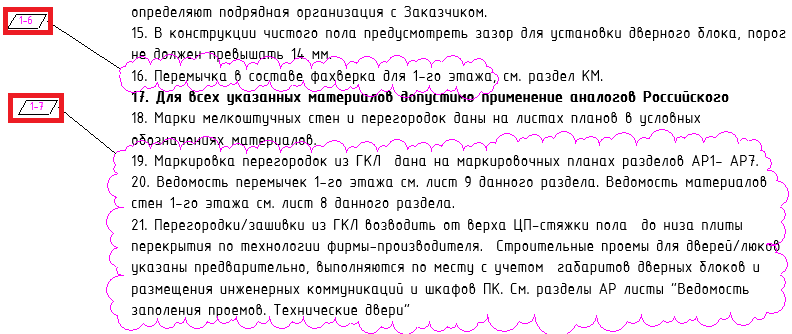 определяют подрядная организация с Заказчиком.
1-6
15. В конструкции чистого пола предусмотреть зазор для установки дверного блока, порог
не должен превышать 14 мм.
16. Перемычка в составе фахверка для 1-го этажа, см. раздел КМ.
17. Для всех указанных материалов допустимо применение аналогов Российского
1-7
18. Марки мелкоштучных стен и перегородок даны на листах планов в условных
обозначениях материалов.
19. Маркировка перегородок из ГКЛ дана на маркировочных планах разделов АР1- АР7.
20. Ведомость перемычек 1-го этажа см. лист 9 данного раздела. Ведомость материалов
стен 1-го этажа см. лист 8 данного раздела.
21. Перегородки/зашивки из ГКЛ возводить от верха ЦП-стяжки пола до низа плиты
перекрытия по технологии фирмы-производителя. Строительные проемы для дверей/люков
указаны предварительно, выполняются по месту с учетом габаритов дверных блоков и
размещения инженерных коммуникаций и шкафов ПК. См. разделы АР листы "Ведомость
заполения проемов. Технические двери"